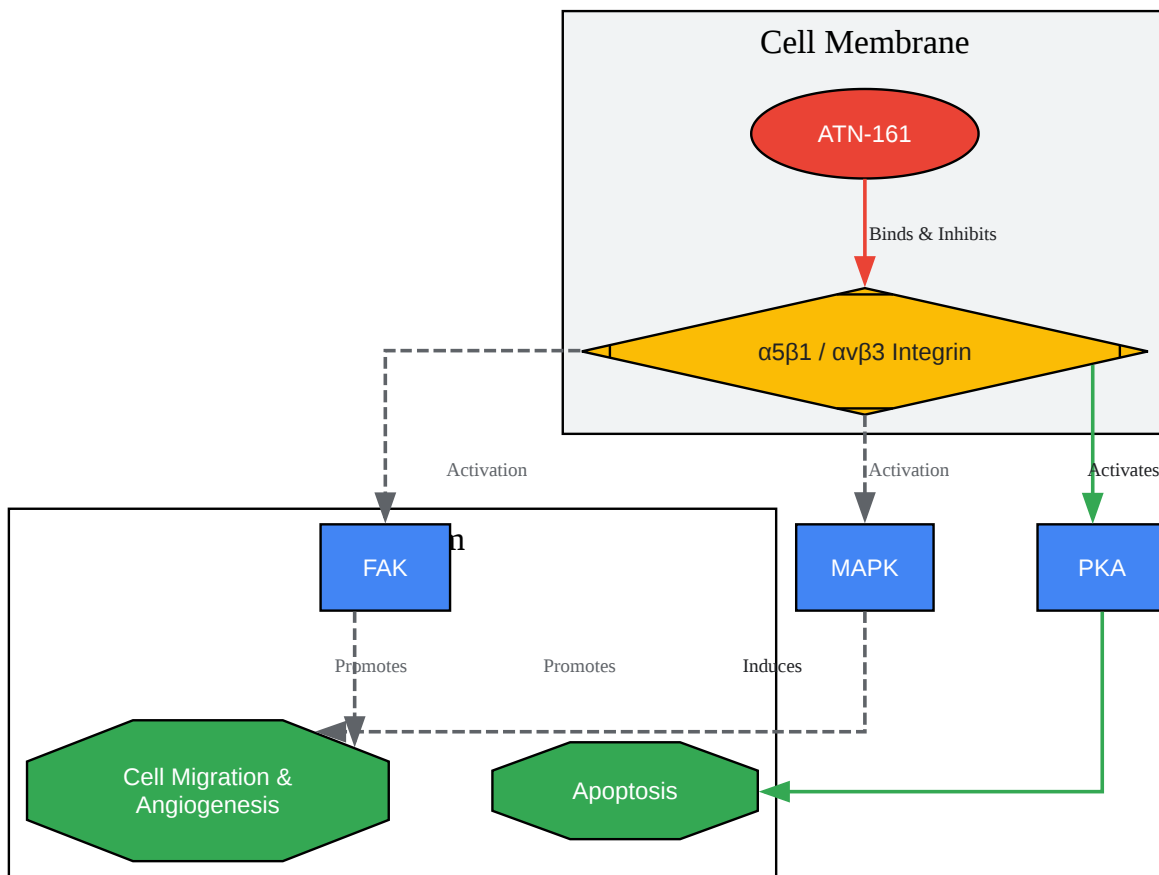 Cell Membrane
ATN-161
Binds & Inhibits
α5β1 / αvβ3 Integrin
Activation
Activation
Activates
FAK
MAPK
PKA
Promotes
Promotes
Induces
Cell Migration &
Angiogenesis
Apoptosis